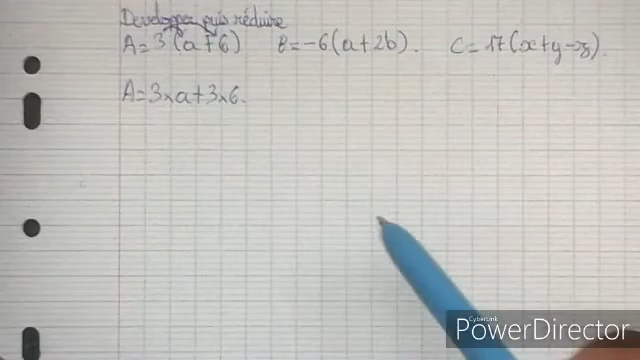 Developper puis réduire
A=3(a+6) B=-6(a+2b). C=17(x+y-z).
A=3×a+3×6.
CyberLink
PowerDirector